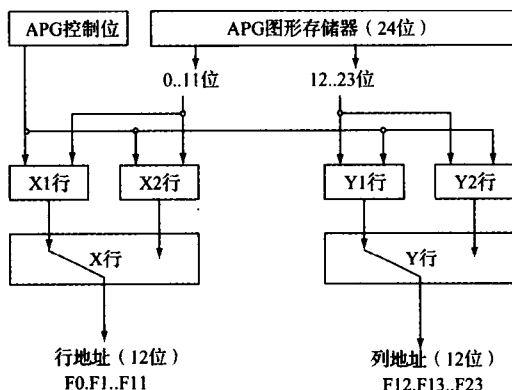 APG控制位
APG图形存储器（24位）
0..11位
12..23位
X1行
X2行
Y1行
Y2行
X行
Y行
行地址（12位）
F0.F1..F11
列地址（12位）
F12.F13..F23